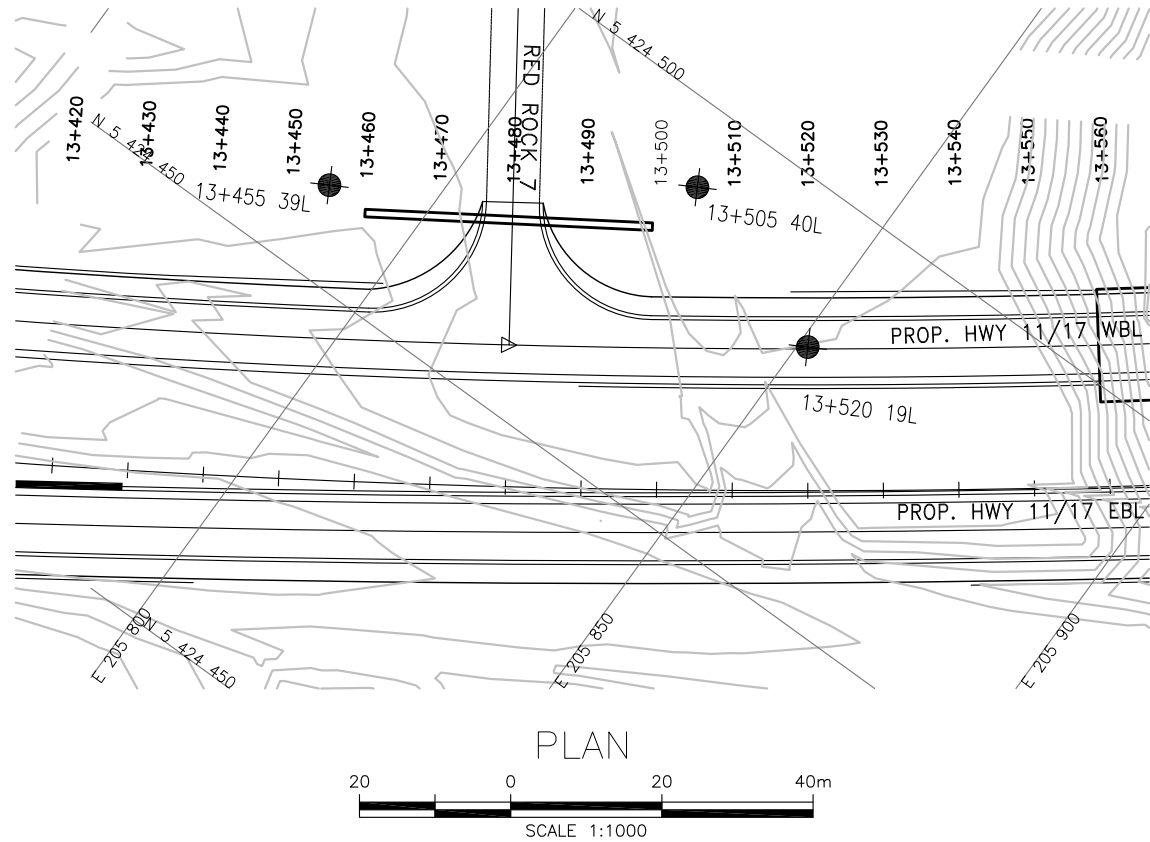 N 5 424 500
RED ROCK 7
13+420
13+430
13+440
13+450
13+460
13+470
13+480
13+490
13+500
13+510
13+520
13+530
13+540
13+550
13+560
N 5 424 450
13+455 39L
13+505 40L
PROP. HWY 11/17 WBL
13+520 19L
PROP. HWY 11/17 EBL
E 205 800
N 5 424 450
E 205 850
E 205 900
PLAN
20 0 20 40m
SCALE 1:1000